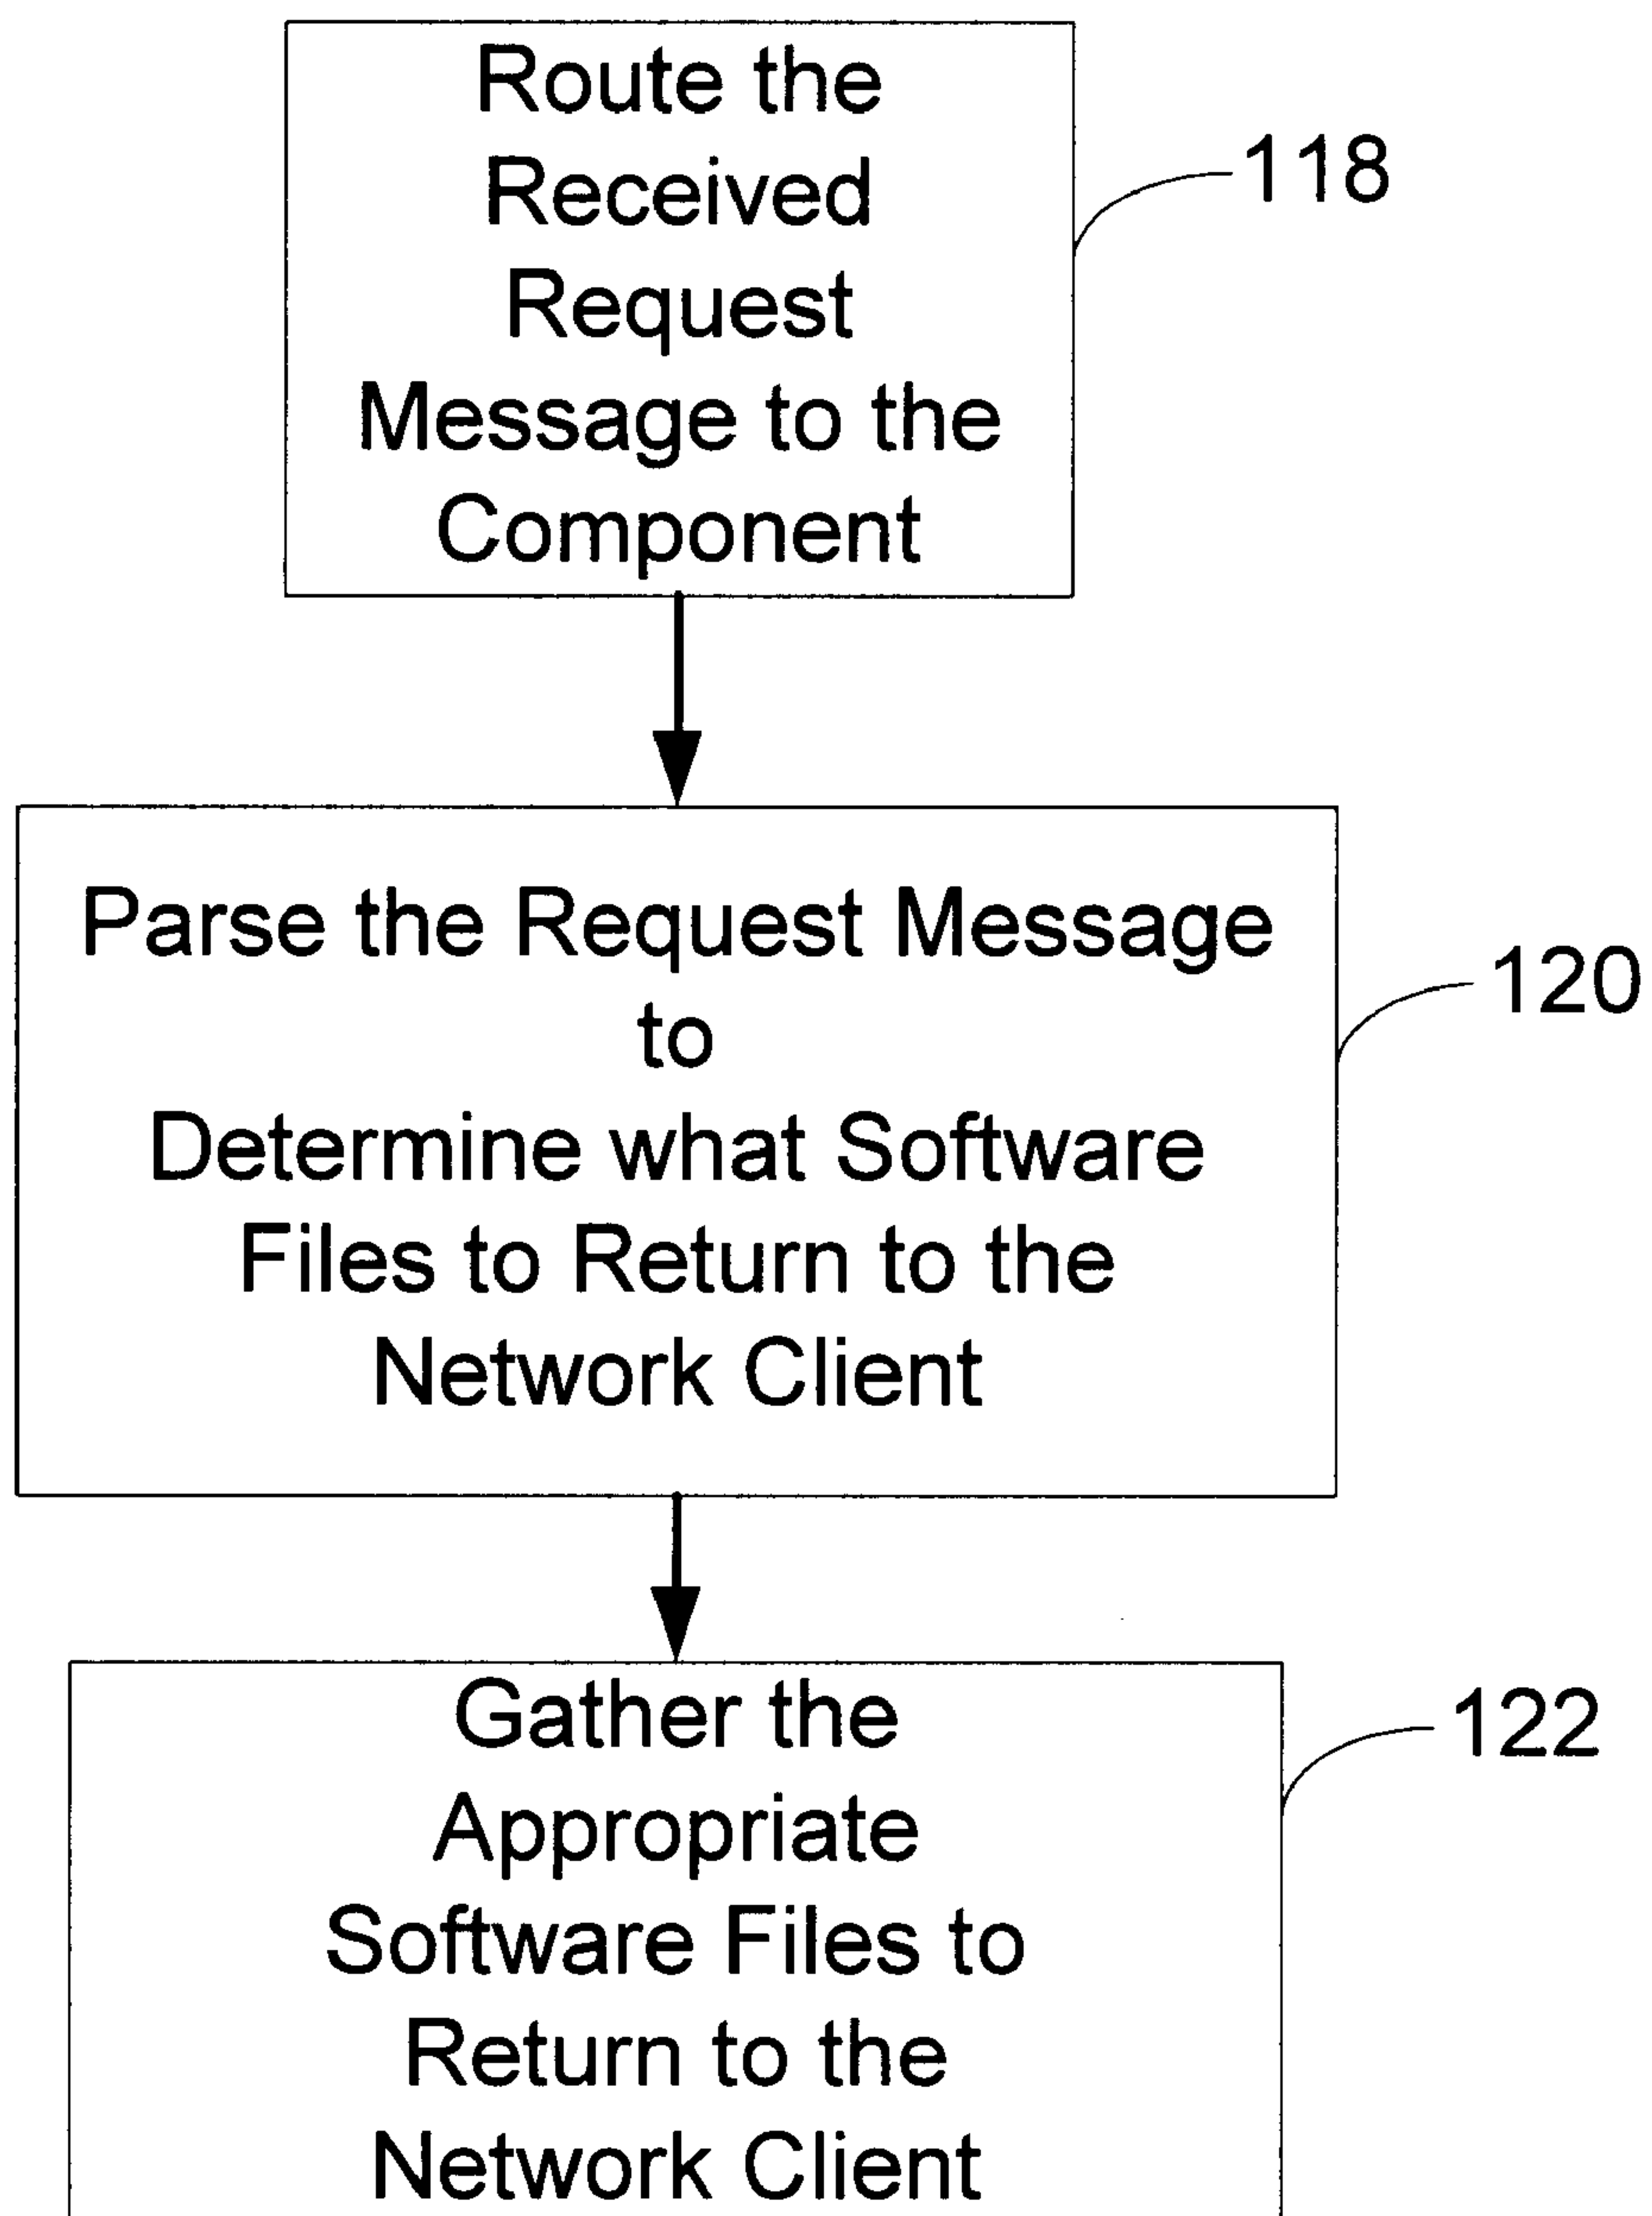 Route the
Received
Request
Message to the
Component
118
Parse the Request Message
to
Determine what Software
Files to Return to the
Network Client
120
Gather the
Appropriate
Software Files to
Return to the
Network Client
122